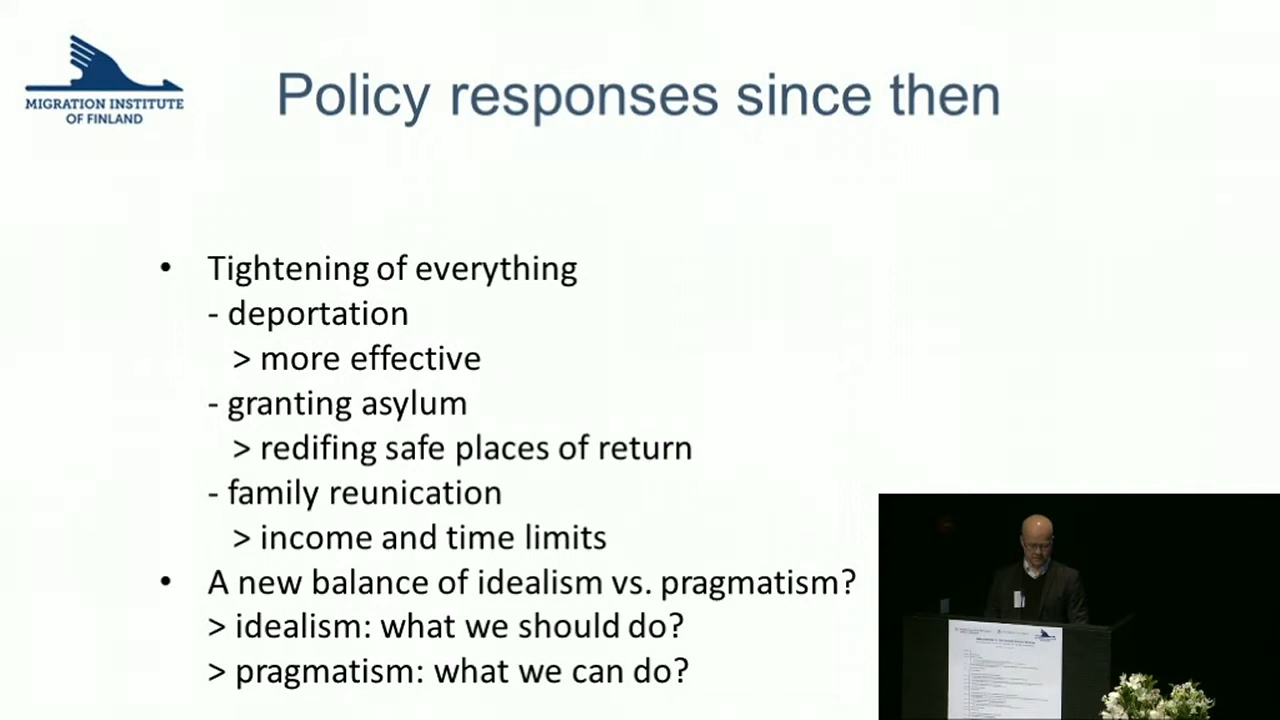 MIGRATION INSTITUTE
OF FINLAND
Policy responses since then
• Tightening of everything
- deportation
> more effective
- granting asylum
> redifing safe places of return
- family reunication
> income and time limits
• A new balance of idealism vs. pragmatism?
> idealism: what we should do?
> pragmatism: what we can do?